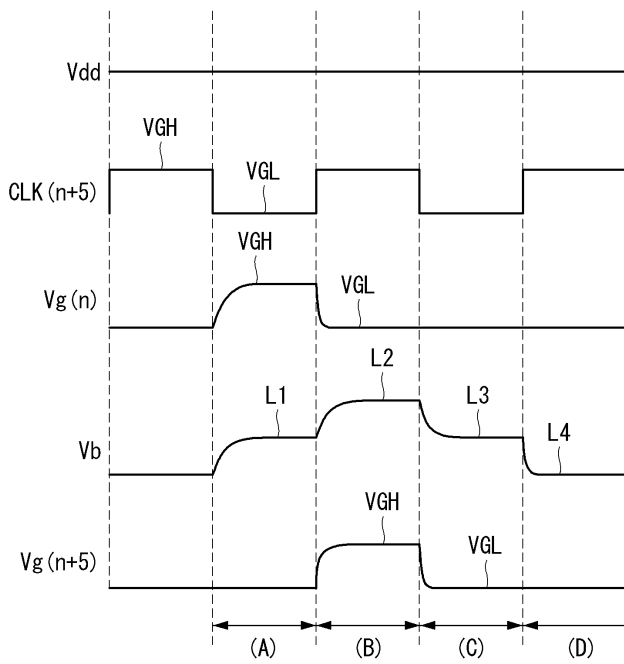 Vdd
VGH
CLK(n+5)
VGL
VGH
Vg(n)
VGL
L2
L1
L3
L4
Vb
VGH
Vg(n+5)
VGL
(A) (B) (C) (D)